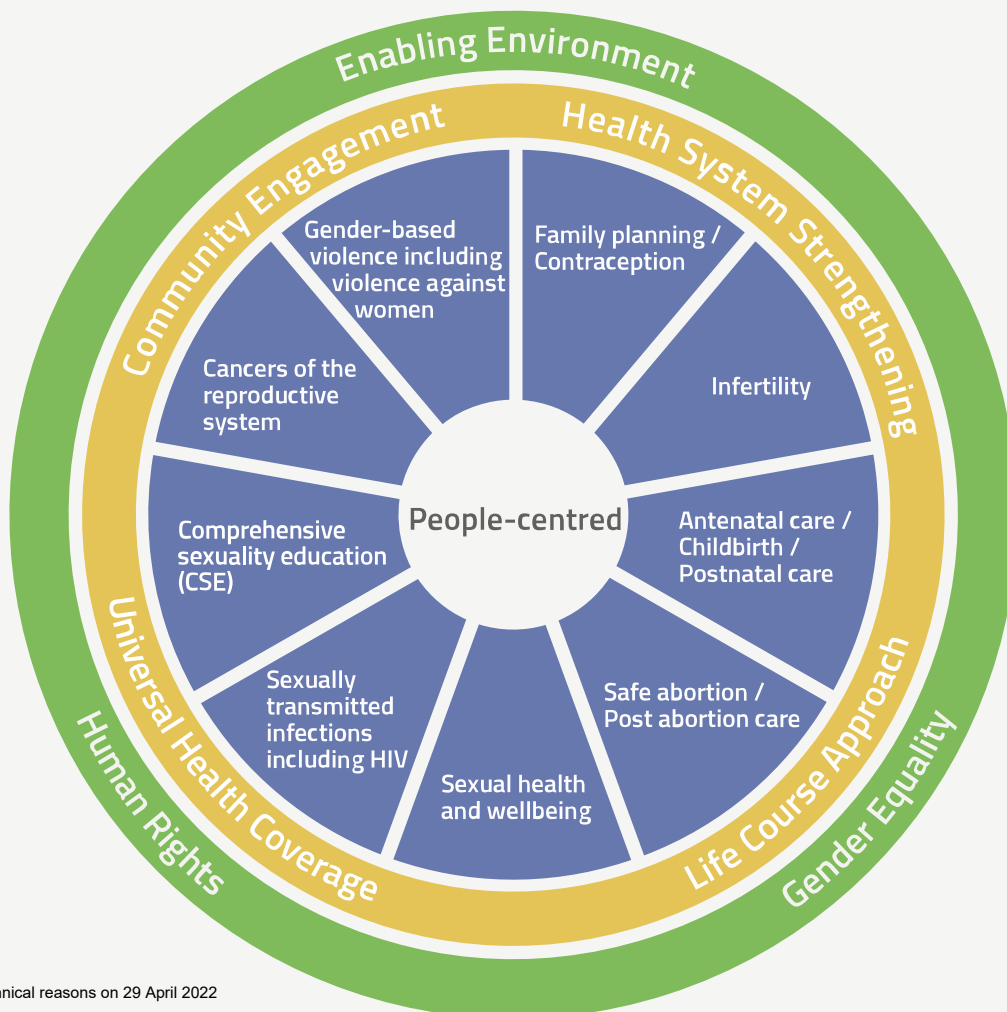 Enabling Environment
Community Engagement
Health System Strengthening
Gender-based
violence including
violence against
women
Family planning /
Contraception
Cancers of the
reproductive
system
Infertility
People-centred
Comprehensive
sexuality education
(CSE)
Antenatal care /
Childbirth /
Postnatal care
Sexually
transmitted
infections
including HIV
Safe abortion /
Post abortion care
Sexual health
and wellbeing
Universal Health Coverage
Life Course Approach
Human Rights
Gender Equality
reasons on 29 April 2022